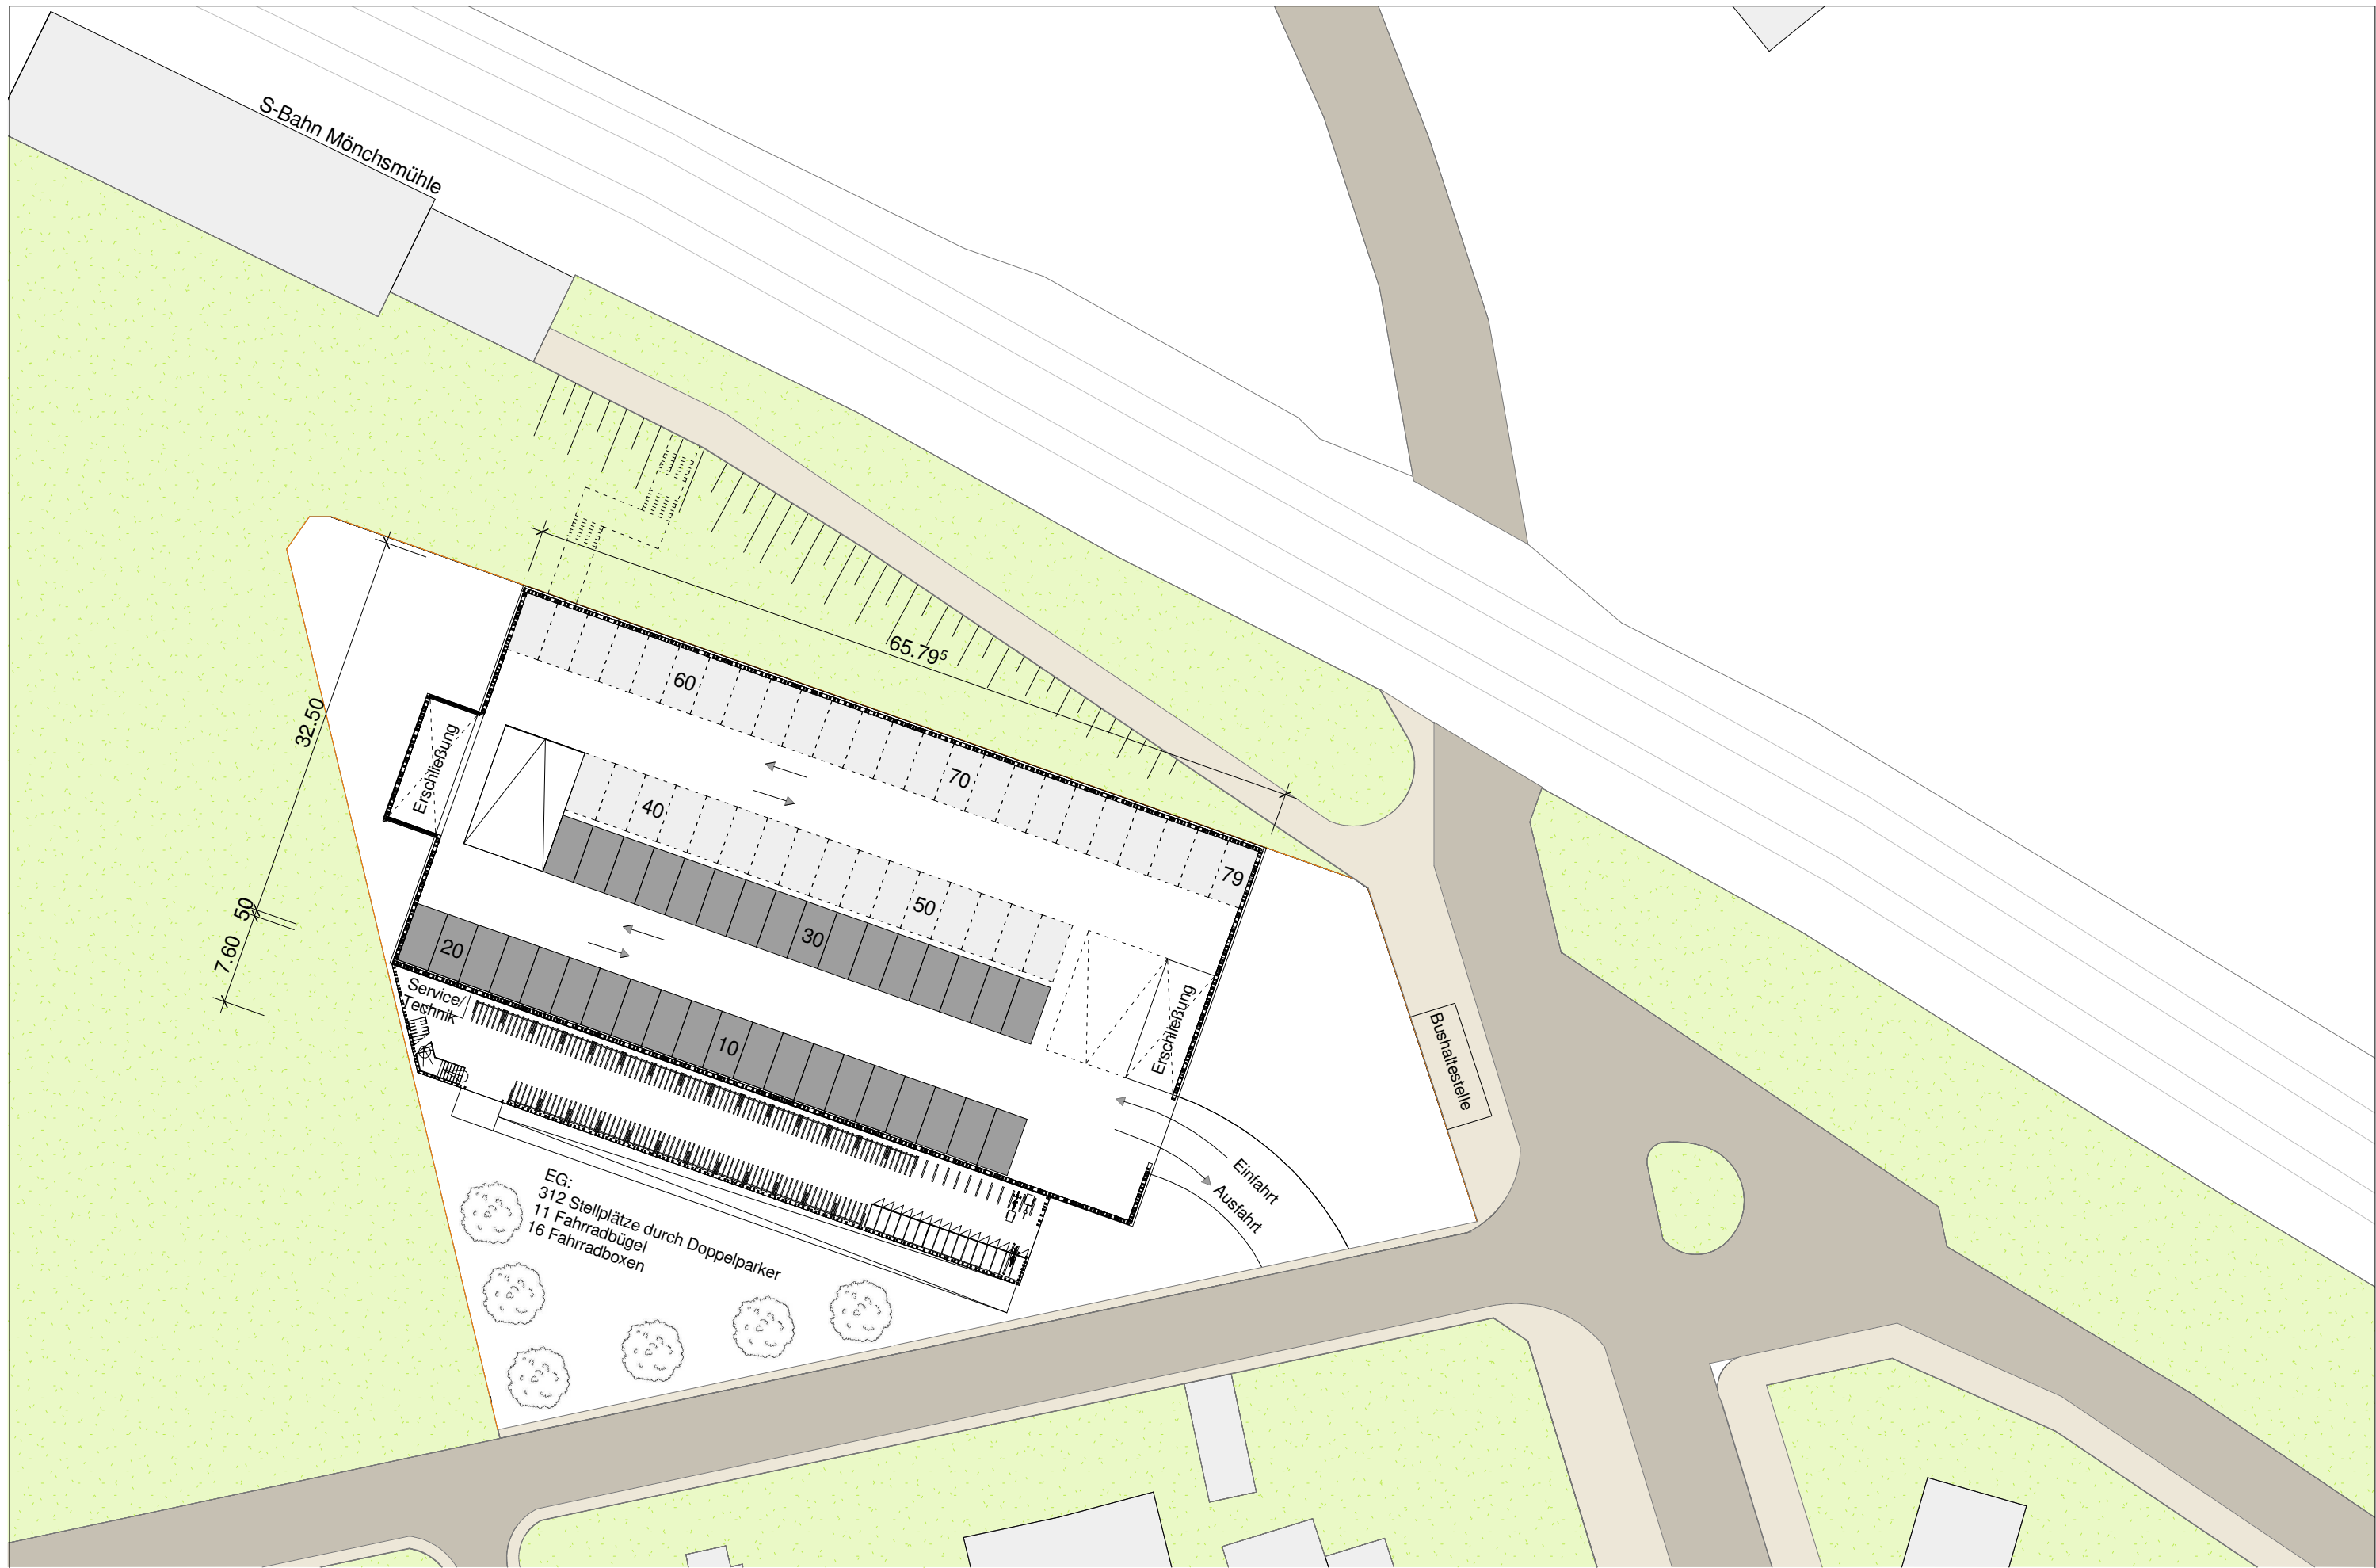 S-Bahn Mönchsmühle
65.79⁵
32.50
60
Erschließung
70
40
79
50
50
30
20
7.60
Service/
Technik
Erschließung
10
Bushaltestelle
Einfahrt
Ausfahrt
EG:
312 Stellplätze durch Doppelparker
11 Fahrradbügel
16 Fahrradboxen